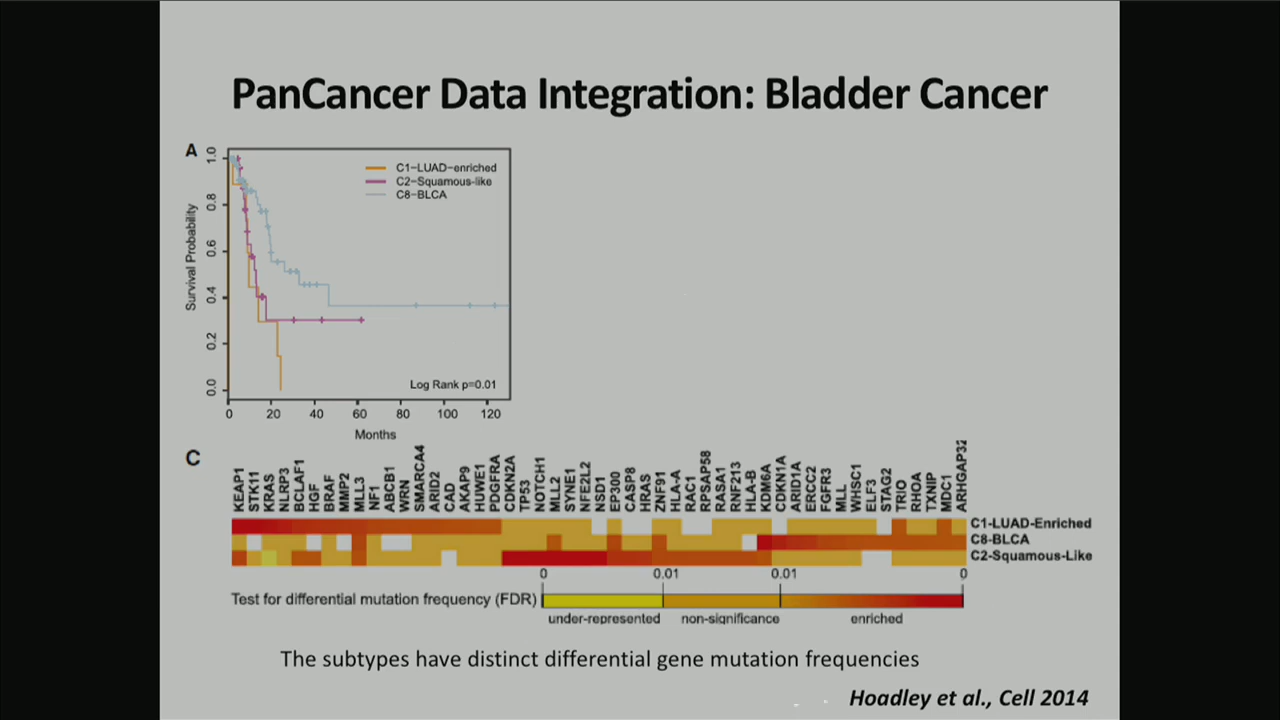 PanCancer Data Integration: Bladder Cancer
A
C1−LUAD−enriched
C2−Squamous-like
C8−BLCA
Survival Probability
1.0
0.8
0.6
0.4
0.2
0.0
Log Rank p=0.01
0 20 40 60 80 100 120
Months
C
KEAP1
STK11
KRAS
NLRP3
BCLAF1
HGF
BRAF
MMP2
MLL3
NF1
ABCB1
WRN
SMARCA4
ARID2
CAD
AKAP9
HUWE1
PDGFRA
CDKN2A
TP53
NOTCH1
MLL2
SYNE1
NFE2L2
NSD1
EP300
CASP8
HRAS
ZNF91
HLA-A
RAC1
RPSAP58
RASA1
RNF213
HLA-B
KDM6A
CDKN1A
ARID1A
ERCC2
FGFR3
MLL
WHSC1
ELF3
STAG2
TRIO
RHOA
TXNIP
MDC1
ARHGAP32
C1-LUAD-Enriched
C8-BLCA
C2-Squamous-Like
0 0.01 0.01 0
Test for differential mutation frequency (FDR)
under-represented non-significance enriched
The subtypes have distinct differential gene mutation frequencies
Hoadley et al., Cell 2014